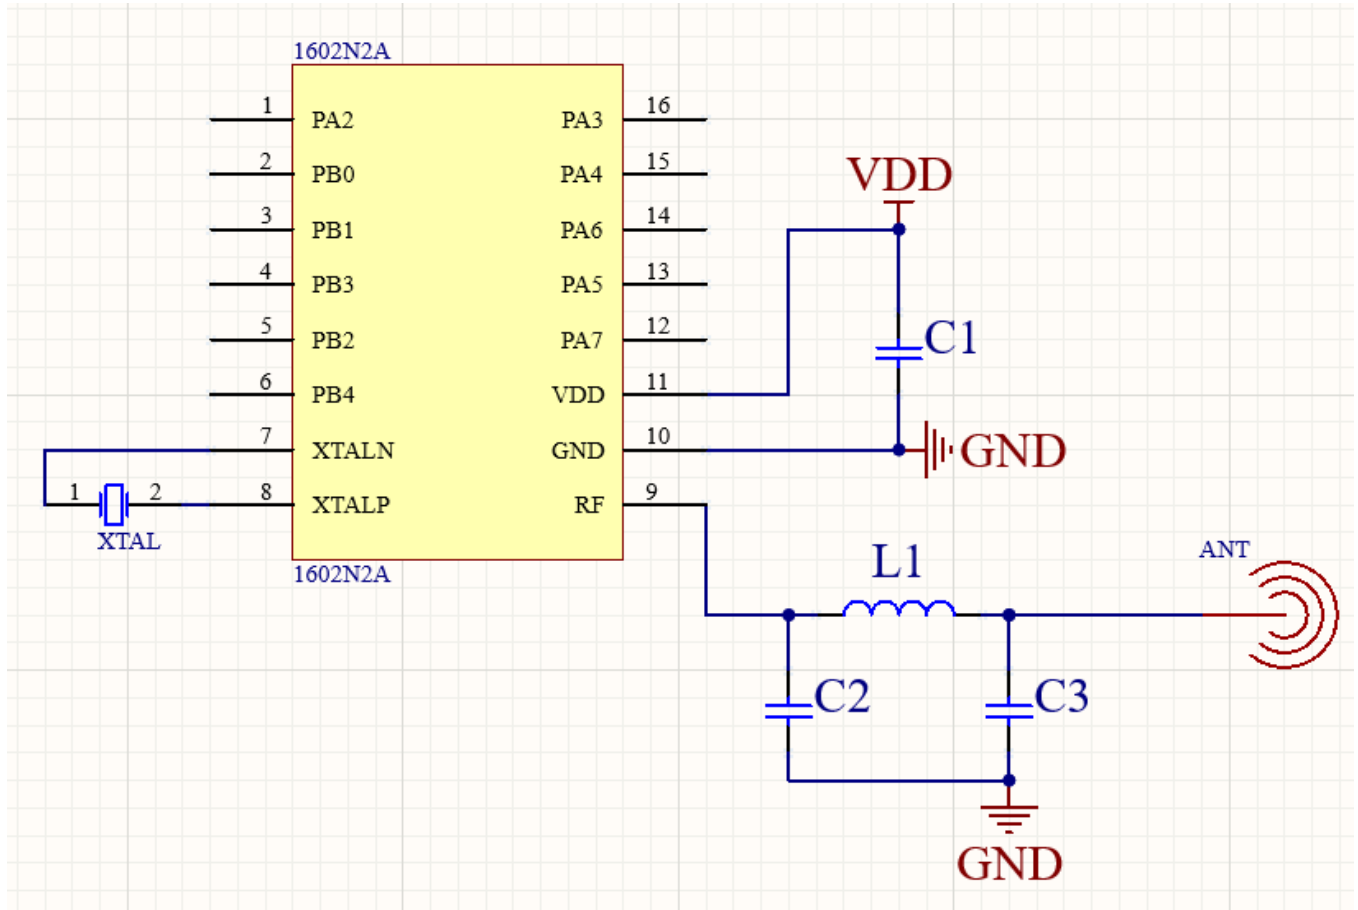 1602N2A
1 PA2 PA3 16
2 PB0 PA4 15
3 PB1 PA6 14
4 PB3 PA5 13
5 PB2 PA7 12
6 PB4 VDD 11
7 XTALN GND 10
8 XTALP RF 9
1602N2A
1 2
XTAL
VDD
C1
GND
L1
ANT
C2
C3
GND